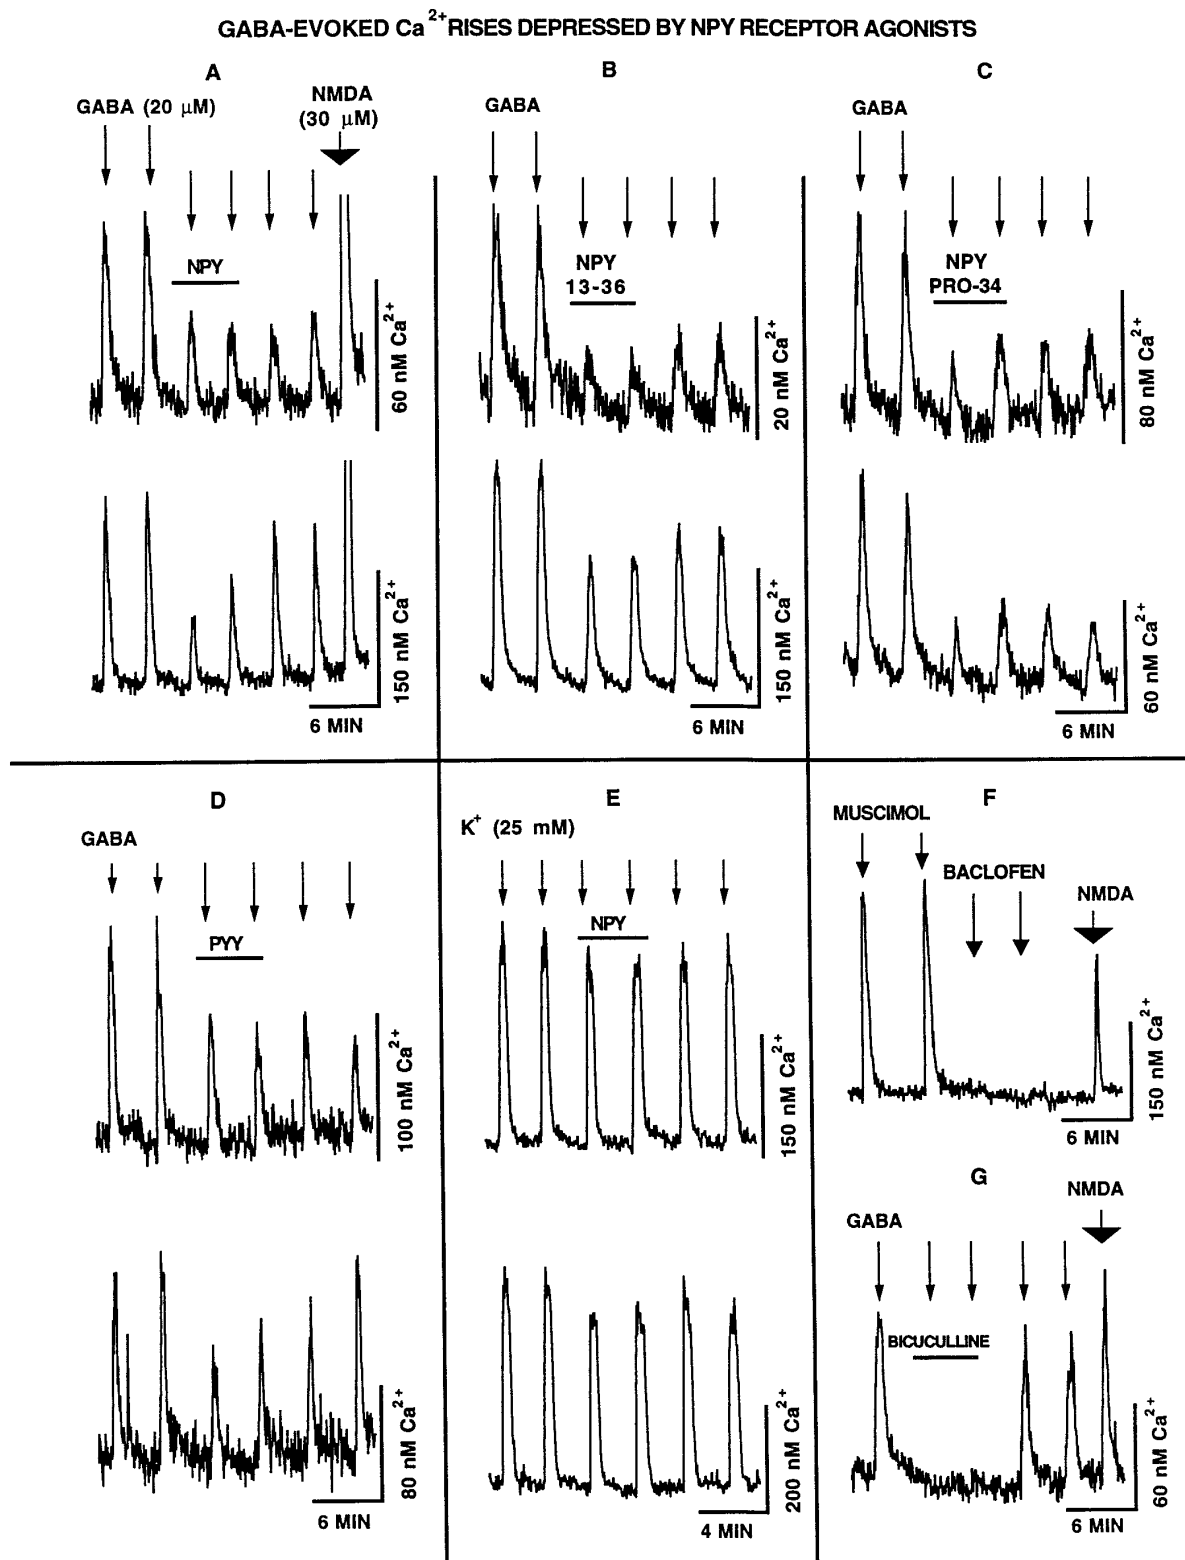 GABA-EVOKED Ca2+ RISES DEPRESSED BY NPY RECEPTOR AGONISTS
A
GABA (20 µM)
NMDA
(30 µM)
NPY
60 nM Ca2+
150 nM Ca2+
6 MIN
B
GABA
NPY
13-36
20 nM Ca2+
150 nM Ca2+
6 MIN
C
GABA
NPY
PRO-34
80 nM Ca2+
60 nM Ca2+
6 MIN
D
GABA
PYY
100 nM Ca2+
80 nM Ca2+
6 MIN
E
K+ (25 mM)
NPY
150 nM Ca2+
200 nM Ca2+
4 MIN
F
MUSCIMOL
BACLOFEN
NMDA
150 nM Ca2+
6 MIN
G
GABA
NMDA
BICUCULLINE
60 nM Ca2+
6 MIN